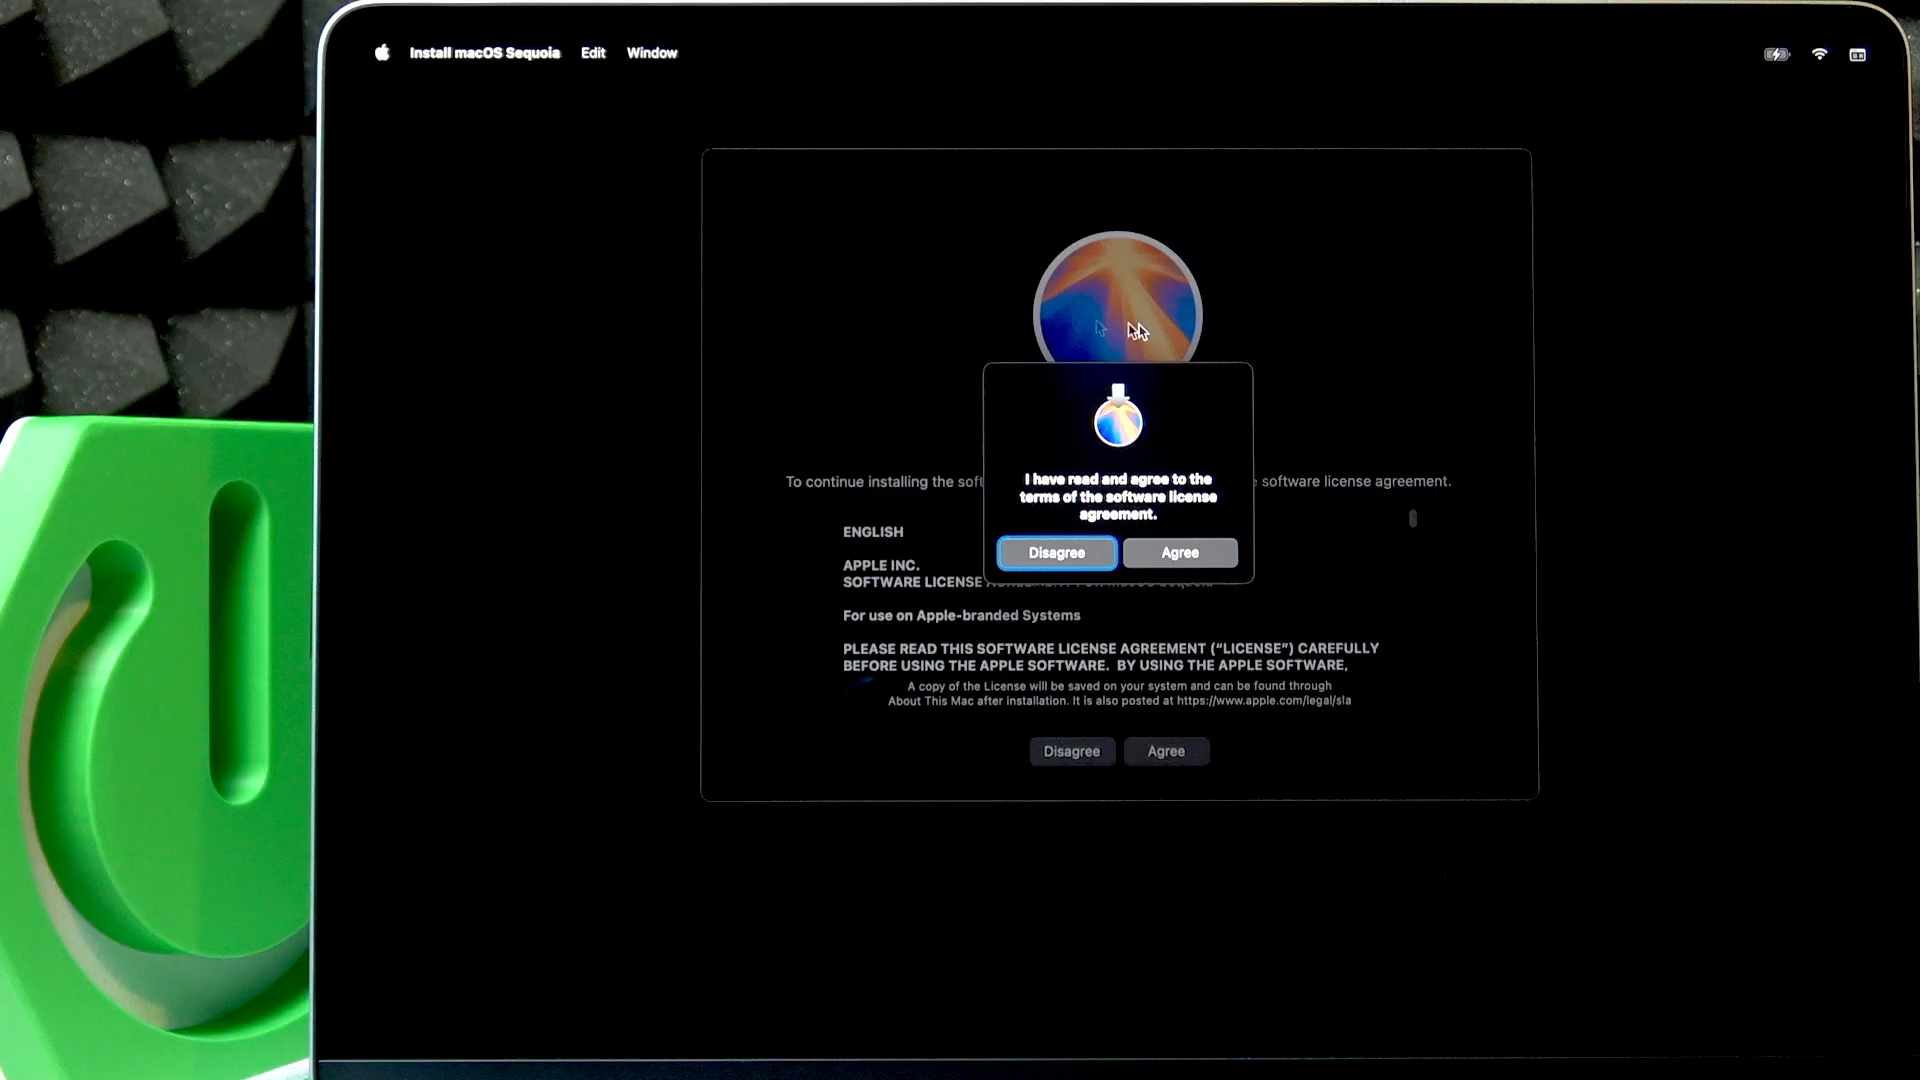 Install macOS Sequoia Edit Window
To continue installing the
software license agreement.
I have read and agree to the
terms of the software license
agreement.
Disagree Agree
ENGLISH
APPLE INC.
SOFTWARE LICENSE
For use on Apple-branded Systems
PLEASE READ THIS SOFTWARE LICENSE AGREEMENT (“LICENSE”) CAREFULLY
BEFORE USING THE APPLE SOFTWARE. BY USING THE APPLE SOFTWARE,
A copy of the License will be saved on your system and can be found through
About This Mac after installation. It is also posted at https://www.apple.com/legal/sla
Disagree Agree